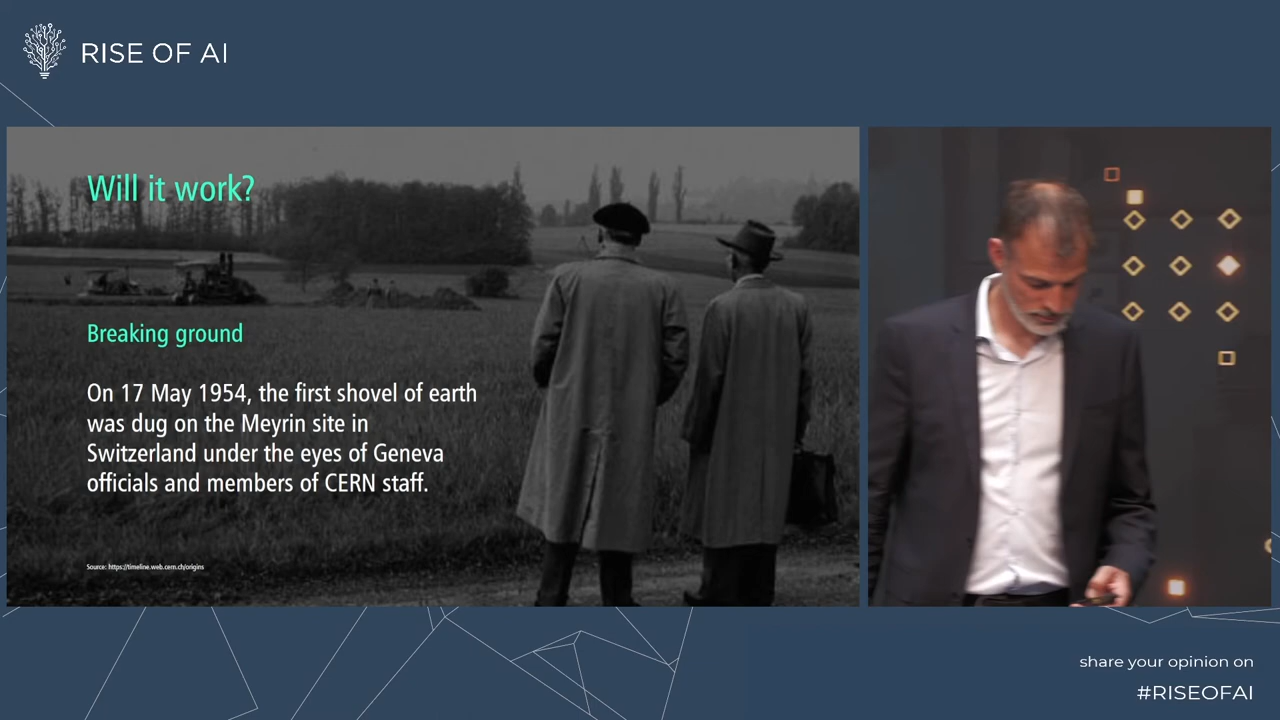 RISE OF AI
Will it work?
Breaking ground
On 17 May 1954, the first shovel of earth
was dug on the Meyrin site in
Switzerland under the eyes of Geneva
officials and members of CERN staff.
Source: https://timeline.web.cern.ch/origins
share your opinion on
#RISEOFAI